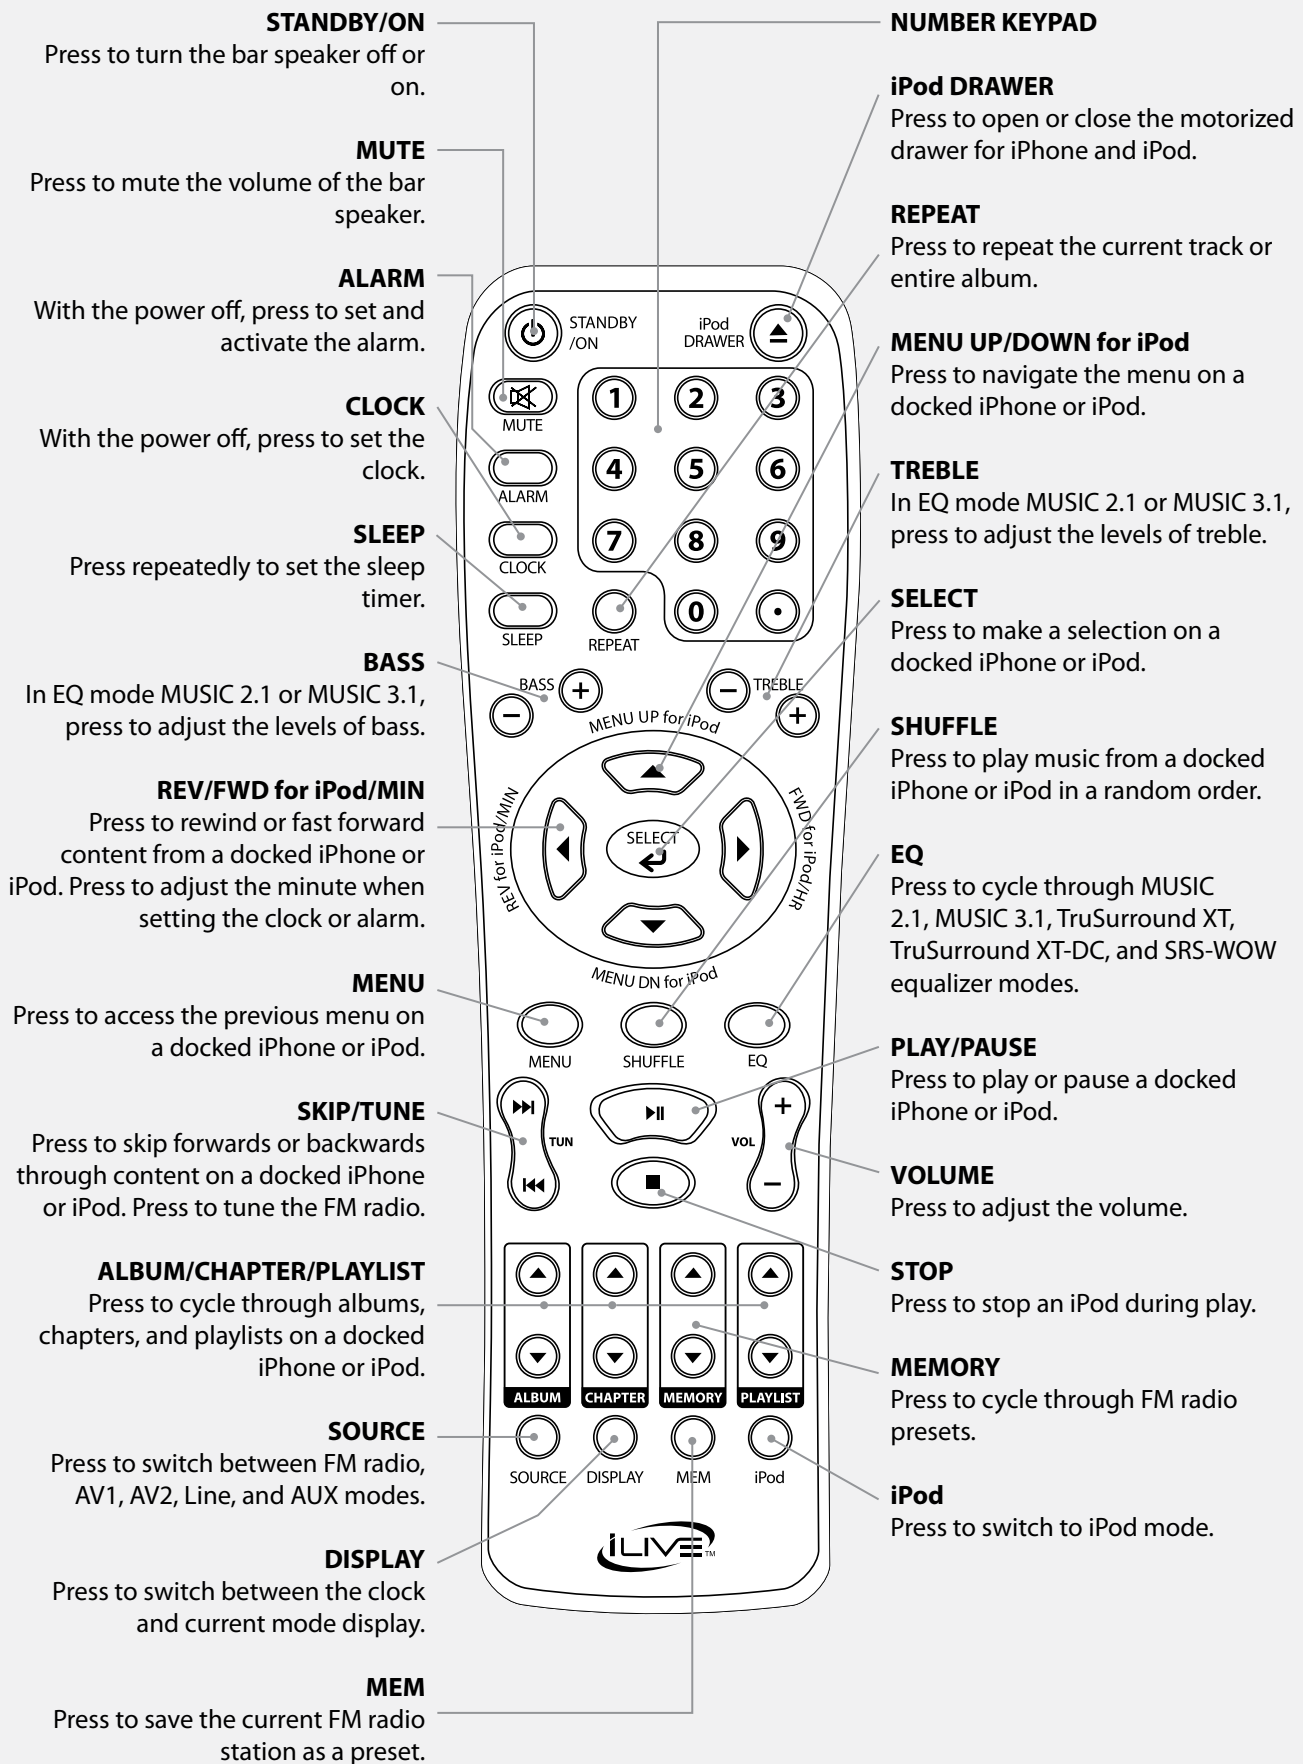 STANDBY/ON
Press to turn the bar speaker off or
on.
MUTE
Press to mute the volume of the bar
speaker.
ALARM
With the power off, press to set and
activate the alarm.
CLOCK
With the power off, press to set the
clock.
SLEEP
Press repeatedly to set the sleep
timer.
BASS
In EQ mode MUSIC 2.1 or MUSIC 3.1,
press to adjust the levels of bass.
REV/FWD for iPod/MIN
Press to rewind or fast forward
content from a docked iPhone or
iPod. Press to adjust the minute when
setting the clock or alarm.
MENU
Press to access the previous menu on
a docked iPhone or iPod.
SKIP/TUNE
Press to skip forwards or backwards
through content on a docked iPhone
or iPod. Press to tune the FM radio.
ALBUM/CHAPTER/PLAYLIST
Press to cycle through albums,
chapters, and playlists on a docked
iPhone or iPod.
SOURCE
Press to switch between FM radio,
AV1, AV2, Line, and AUX modes.
DISPLAY
Press to switch between the clock
and current mode display.
MEM
Press to save the current FM radio
station as a preset.
STANDBY
/ON
iPod
DRAWER
1 2 3
MUTE
4 5 6
ALARM
7 8 9
CLOCK
0 •
SLEEP REPEAT
BASS + − TREBLE
− +
MENU UP for iPod
REV for iPod/MIN
SELECT
FWD for iPod/HR
MENU DN for iPod
MENU SHUFFLE EQ
+
TUN VOL
−
ALBUM CHAPTER MEMORY PLAYLIST
SOURCE DISPLAY MEM iPod
iLIVE™
NUMBER KEYPAD
iPod DRAWER
Press to open or close the motorized
drawer for iPhone and iPod.
REPEAT
Press to repeat the current track or
entire album.
MENU UP/DOWN for iPod
Press to navigate the menu on a
docked iPhone or iPod.
TREBLE
In EQ mode MUSIC 2.1 or MUSIC 3.1,
press to adjust the levels of treble.
SELECT
Press to make a selection on a
docked iPhone or iPod.
SHUFFLE
Press to play music from a docked
iPhone or iPod in a random order.
EQ
Press to cycle through MUSIC
2.1, MUSIC 3.1, TruSurround XT,
TruSurround XT-DC, and SRS-WOW
equalizer modes.
PLAY/PAUSE
Press to play or pause a docked
iPhone or iPod.
VOLUME
Press to adjust the volume.
STOP
Press to stop an iPod during play.
MEMORY
Press to cycle through FM radio
presets.
iPod
Press to switch to iPod mode.